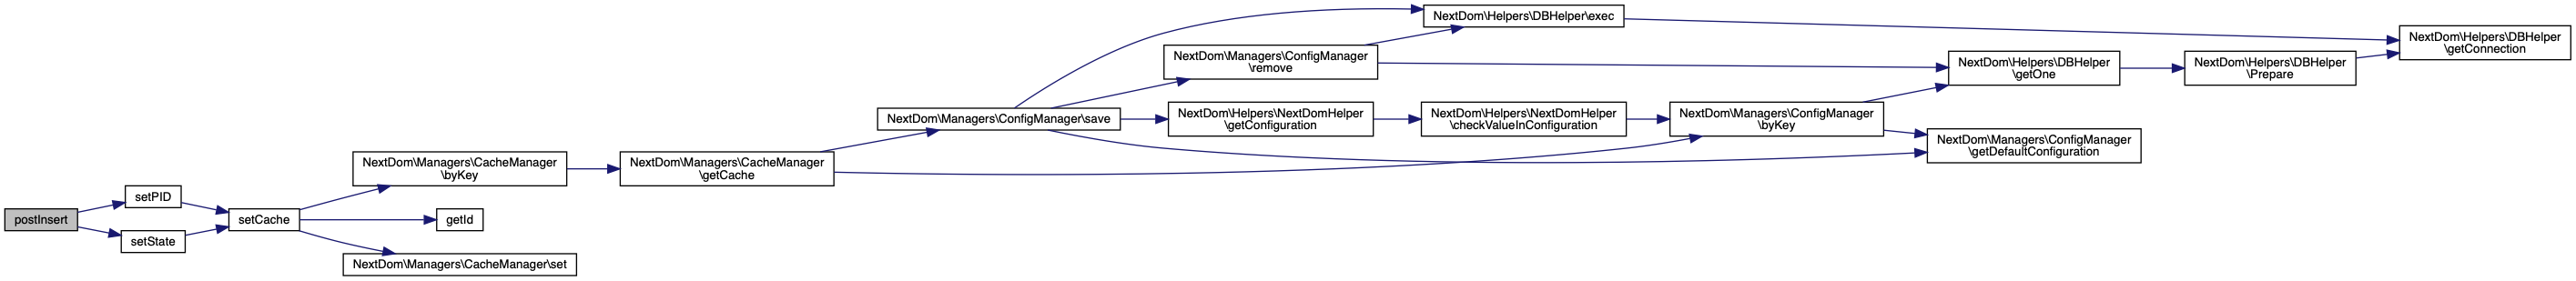 postInsert
setPID
setState
setCache
NextDom\Managers\CacheManager
\byKey
getId
NextDom\Managers\CacheManager\set
NextDom\Managers\CacheManager
\getCache
NextDom\Managers\ConfigManager\save
NextDom\Helpers\DBHelper\exec
NextDom\Managers\ConfigManager
\remove
NextDom\Helpers\NextDomHelper
\getConfiguration
NextDom\Helpers\NextDomHelper
\checkValueInConfiguration
NextDom\Managers\ConfigManager
\byKey
NextDom\Helpers\DBHelper
\getOne
NextDom\Managers\ConfigManager
\getDefaultConfiguration
NextDom\Helpers\DBHelper
\Prepare
NextDom\Helpers\DBHelper
\getConnection